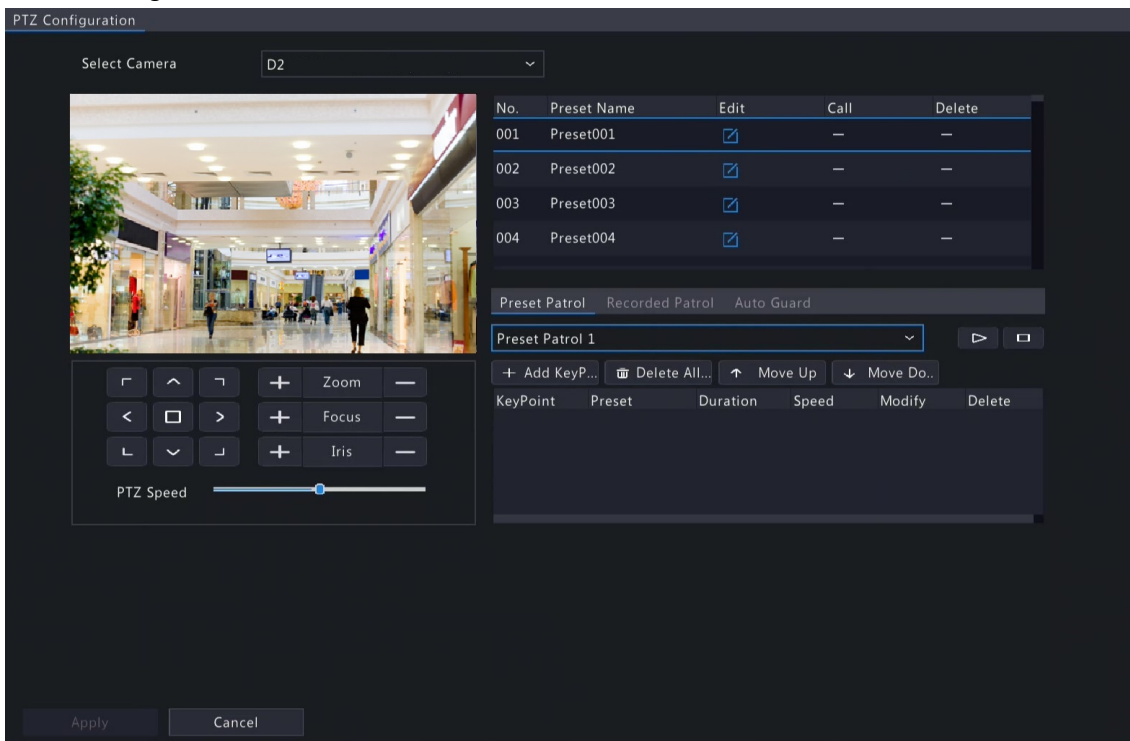 PTZ Configuration
Select Camera D2
No. Preset Name Edit Call Delete
001 Preset001
002 Preset002
003 Preset003
004 Preset004
Preset Patrol Recorded Patrol Auto Guard
Preset Patrol 1
Add KeyP... Delete All... Move Up Move Do..
KeyPoint Preset Duration Speed Modify Delete
Zoom
Focus
Iris
PTZ Speed
Apply Cancel